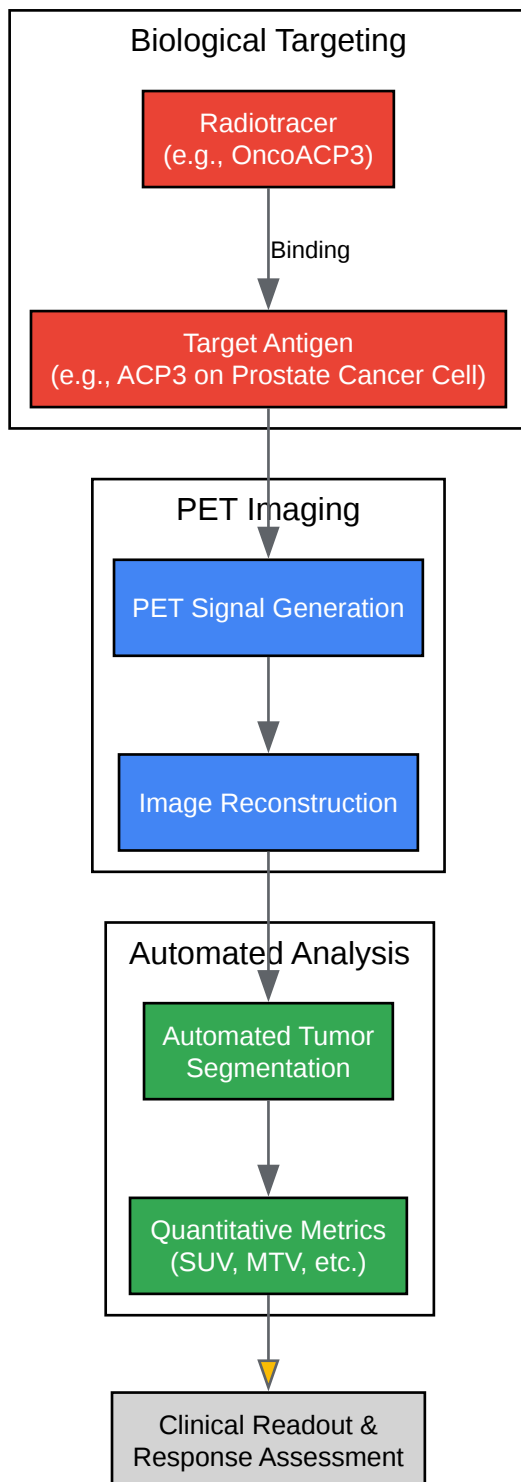 Biological Targeting
Radiotracer
(e.g., OncoACP3)
Binding
Target Antigen
(e.g., ACP3 on Prostate Cancer Cell)
PET Imaging
PET Signal Generation
Image Reconstruction
Automated Analysis
Automated Tumor
Segmentation
Quantitative Metrics
(SUV, MTV, etc.)
Clinical Readout &
Response Assessment